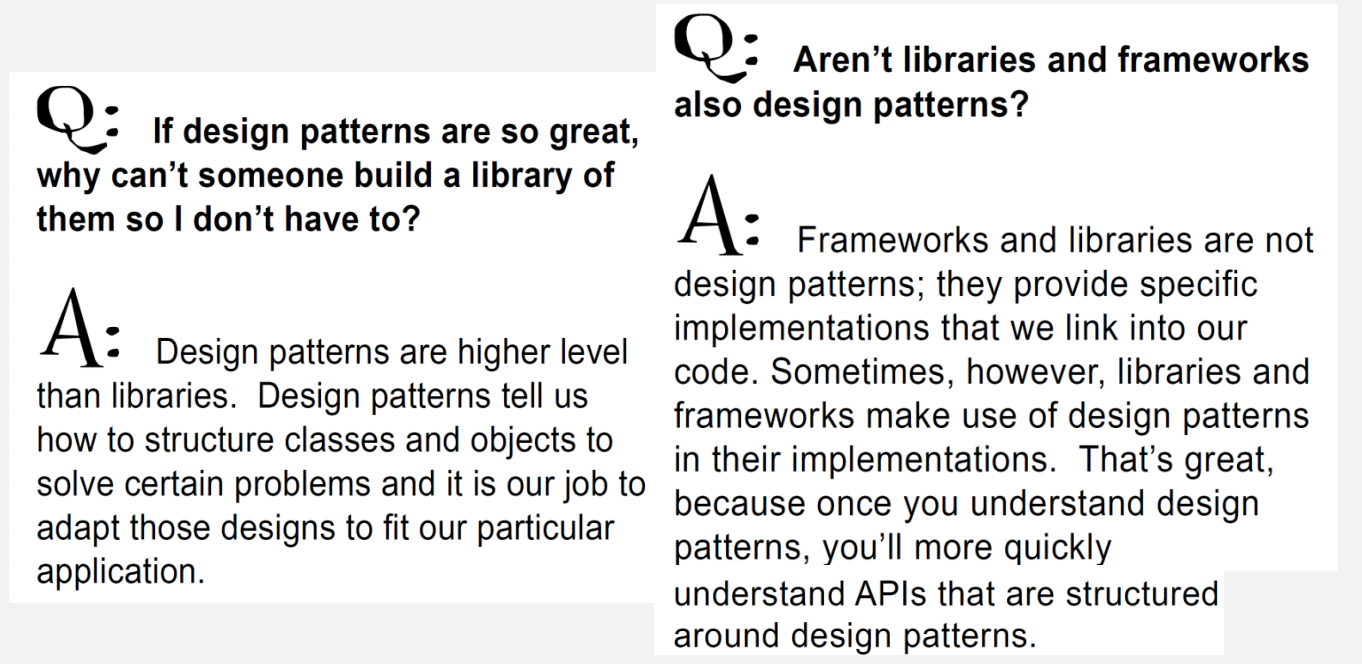 Q: If design patterns are so great,
why can’t someone build a library of
them so I don’t have to?
A: Design patterns are higher level
than libraries.  Design patterns tell us
how to structure classes and objects to
solve certain problems and it is our job to
adapt those designs to fit our particular
application.
Q: Aren’t libraries and frameworks
also design patterns?
A: Frameworks and libraries are not
design patterns; they provide specific
implementations that we link into our
code. Sometimes, however, libraries and
frameworks make use of design patterns
in their implementations.  That’s great,
because once you understand design
patterns, you’ll more quickly
understand APIs that are structured
around design patterns.